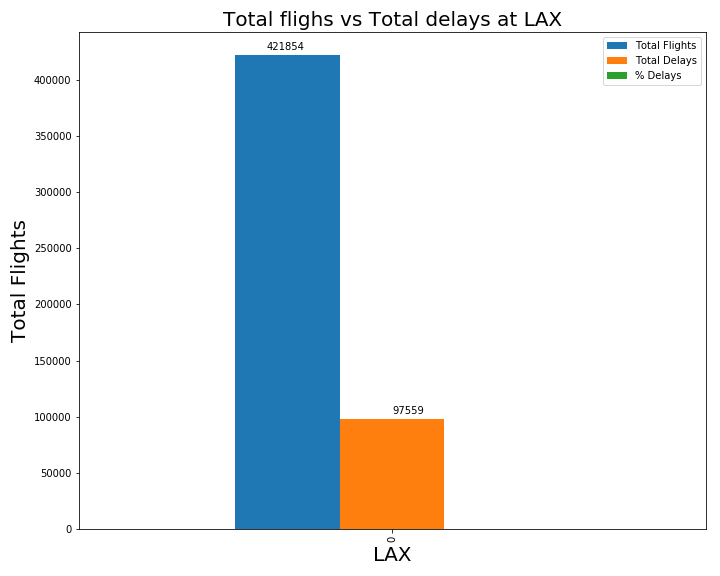 Total flighs vs Total delays at LAX
421854
Total Flights
Total Delays
% Delays
400000
350000
300000
250000
200000
150000
100000
50000
0
Total Flights
97559
0
LAX